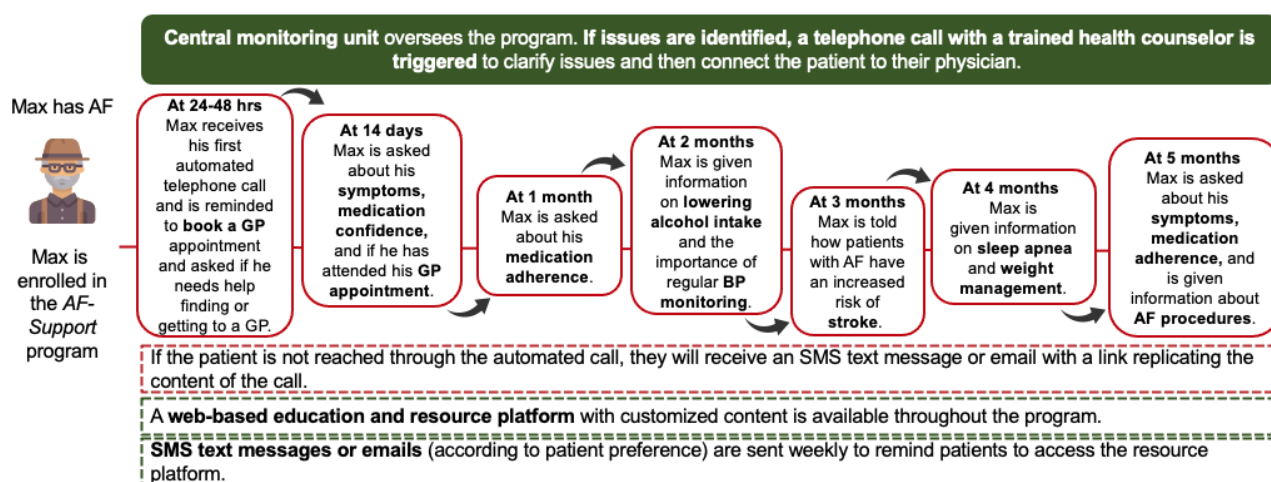 Central monitoring unit oversees the program. If issues are identified, a telephone call with a trained health counselor is
triggered to clarify issues and then connect the patient to their physician.
Max has AF
Max is
enrolled in
the AF-
Support
program
At 24-48 hrs
Max receives
his first
automated
telephone call
and is reminded
to book a GP
appointment
and asked if he
needs help
finding or
getting to a GP.
At 14 days
Max is asked
about his
symptoms,
medication
confidence,
and if he has
attended his GP
appointment.
At 1 month
Max is asked
about his
medication
adherence.
At 2 months
Max is given
information
on lowering
alcohol intake
and the
importance of
regular BP
monitoring.
At 3 months
Max is told
how patients
with AF have
an increased
risk of
stroke.
At 4 months
Max is
given information
on sleep apnea
and weight
management.
At 5 months
Max is asked
about his
symptoms,
medication
adherence, and
is given
information about
AF procedures.
If the patient is not reached through the automated call, they will receive an SMS text message or email with a link replicating the
content of the call.
A web-based education and resource platform with customized content is available throughout the program.
SMS text messages or emails (according to patient preference) are sent weekly to remind patients to access the resource
platform.